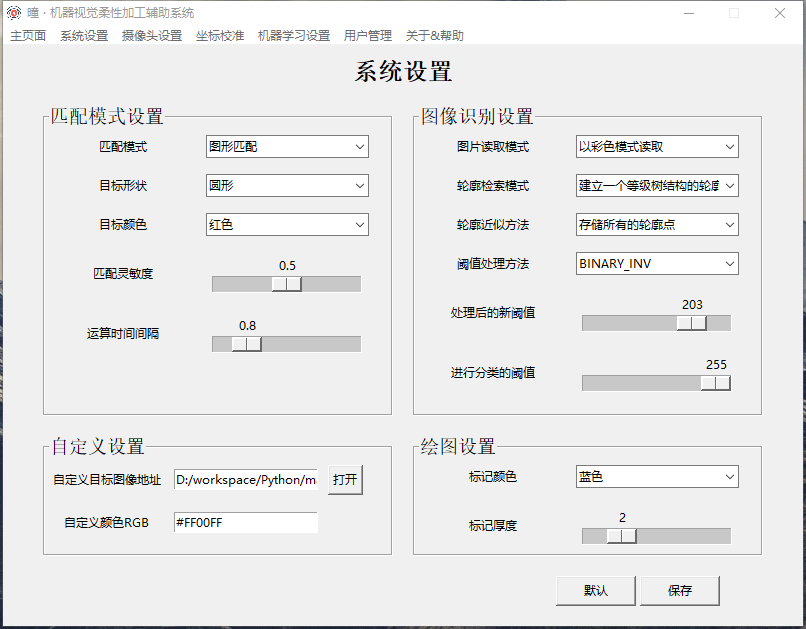 瞳·机器视觉柔性加工辅助系统
主页面 系统设置 摄像头设置 坐标校准 机器学习设置 用户管理 关于&帮助
系统设置
匹配模式设置
匹配模式 图形匹配
目标形状 圆形
目标颜色 红色
0.5
匹配灵敏度
0.8
运算时间间隔
图像识别设置
图片读取模式 以彩色模式读取
轮廓检索模式 建立一个等级树结构的轮廓
轮廓近似方法 存储所有的轮廓点
阈值处理方法 BINARY_INV
203
处理后的新阈值
255
进行分类的阈值
自定义设置
自定义目标图像地址 D:/workspace/Python/m 打开
自定义颜色RGB #FF00FF
绘图设置
标记颜色 蓝色
2
标记厚度
默认 保存